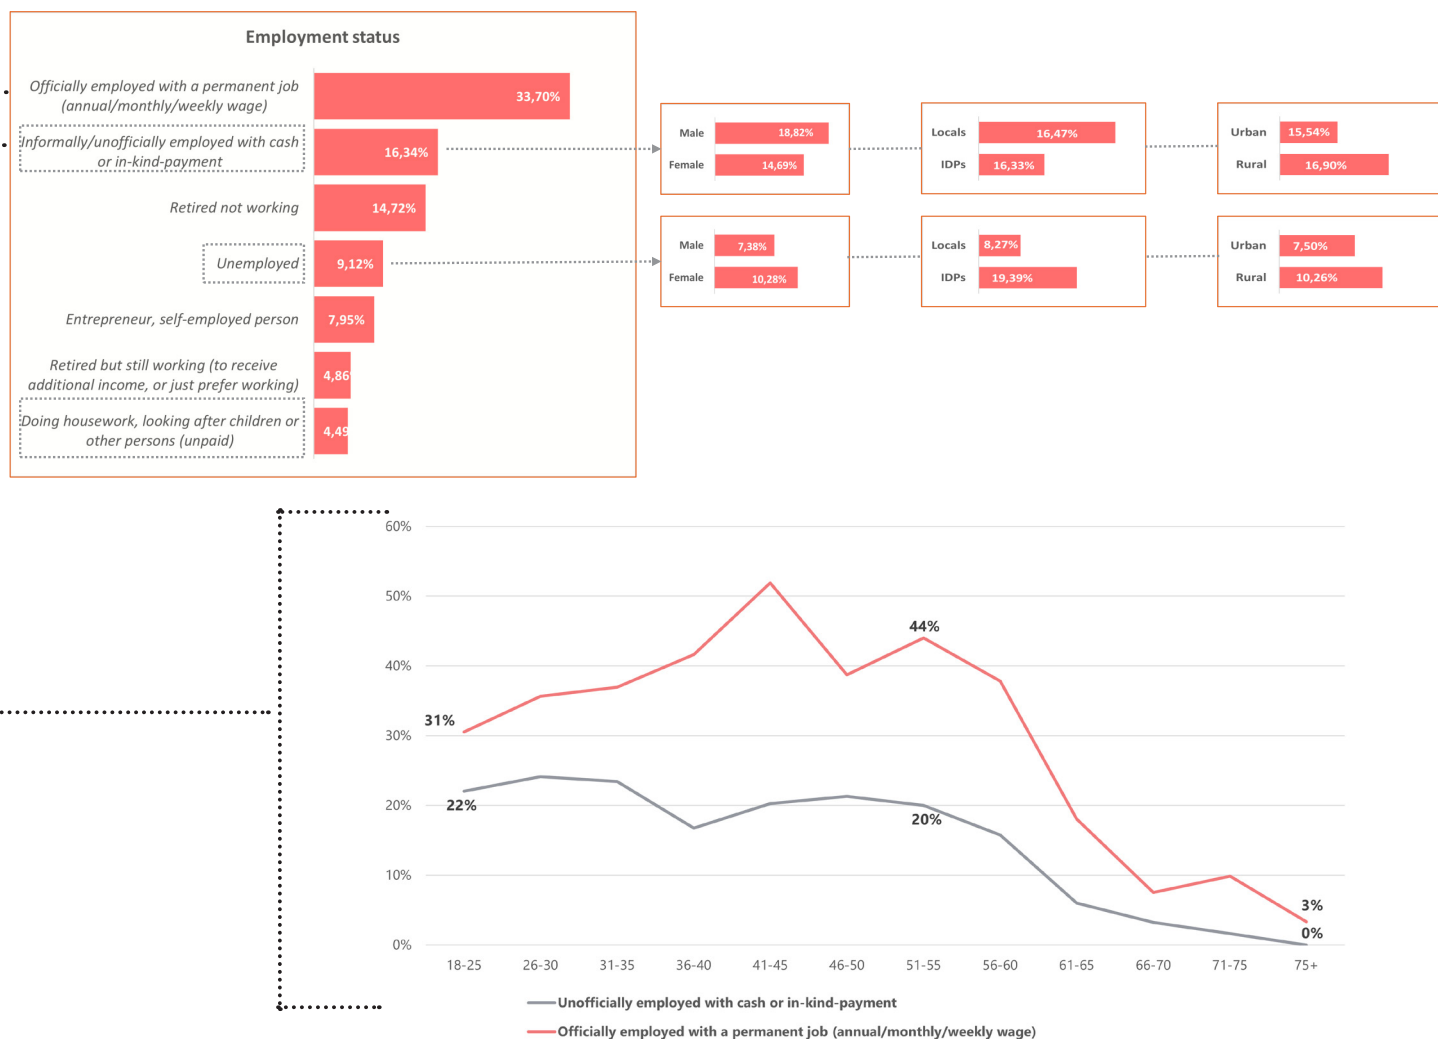 Employment status
Officially employed with a permanent job
(annual/monthly/weekly wage)
33,70%
Informally/unofficially employed with cash
or in-kind-payment
16,34%
Retired not working
14,72%
Unemployed
9,12%
Entrepreneur, self-employed person
7,95%
Retired but still working (to receive
additional income, or just prefer working)
4,86
Doing housework, looking after children or
other persons (unpaid)
4,49
Male
18,82%
Female
14,69%
Locals
16,47%
IDPs
16,33%
Urban
15,54%
Rural
16,90%
Male
7,38%
Female
10,28%
Locals
8,27%
IDPs
19,39%
Urban
7,50%
Rural
10,26%
60%
50%
40%
30%
20%
10%
0%
31%
22%
44%
20%
3%
0%
18-25 26-30 31-35 36-40 41-45 46-50 51-55 56-60 61-65 66-70 71-75 75+
Unofficially employed with cash or in-kind-payment
Officially employed with a permanent job (annual/monthly/weekly wage)